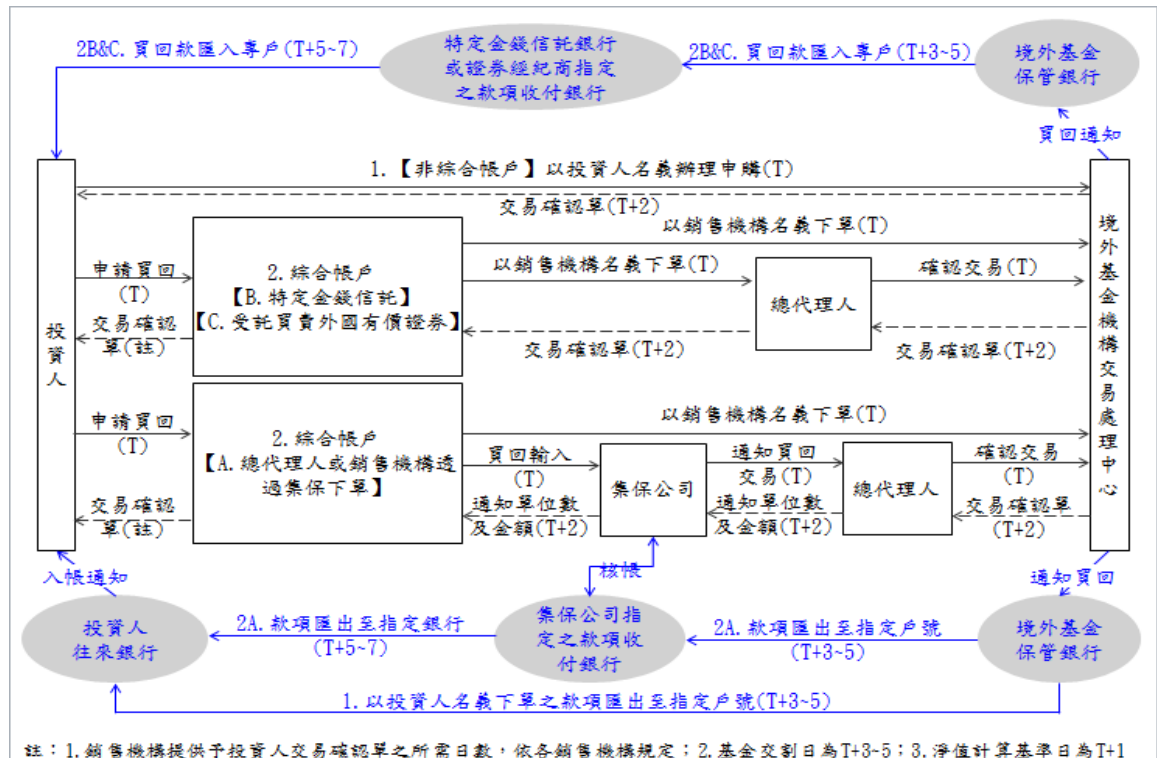 2B&C. 買回款匯入專戶(T+5~7)
特定金錢信託銀行
或證券經紀商指定
之款項收付銀行
2B&C. 買回款匯入專戶(T+3~5)
境外基金
保管銀行
買回通知
1.【非綜合帳戶】以投資人名義辦理申購(T)
交易確認單(T+2)
投資人
境外基金機構交易處理中心
以銷售機構名義下單(T)
申請買回
(T)
2.綜合帳戶
【B.特定金錢信託】
【C.受託買賣外國有價證券】
以銷售機構名義下單(T)
總代理人
確認交易(T)
交易確認
單(註)
交易確認單(T+2)
交易確認單(T+2)
以銷售機構名義下單(T)
申請買回
(T)
2.綜合帳戶
【A.總代理人或銷售機構透
過集保下單】
買回輸入
(T)
集保公司
通知買回
交易(T)
總代理人
確認交易
(T)
交易確認
單(註)
通知單位數
及金額(T+2)
通知單位數
及金額(T+2)
交易確認單
(T+2)
入帳通知
核帳
通知買回
投資人
往來銀行
2A.款項匯出至指定銀行
(T+5~7)
集保公司指
定之款項收
付銀行
2A.款項匯出至指定戶號
(T+3~5)
境外基金
保管銀行
1.以投資人名義下單之款項匯出至指定戶號(T+3~5)
註：1.銷售機構提供予投資人交易確認單之所需日數，依各銷售機構規定；2.基金交割日為T+3~5；3.淨值計算基準日為T+1